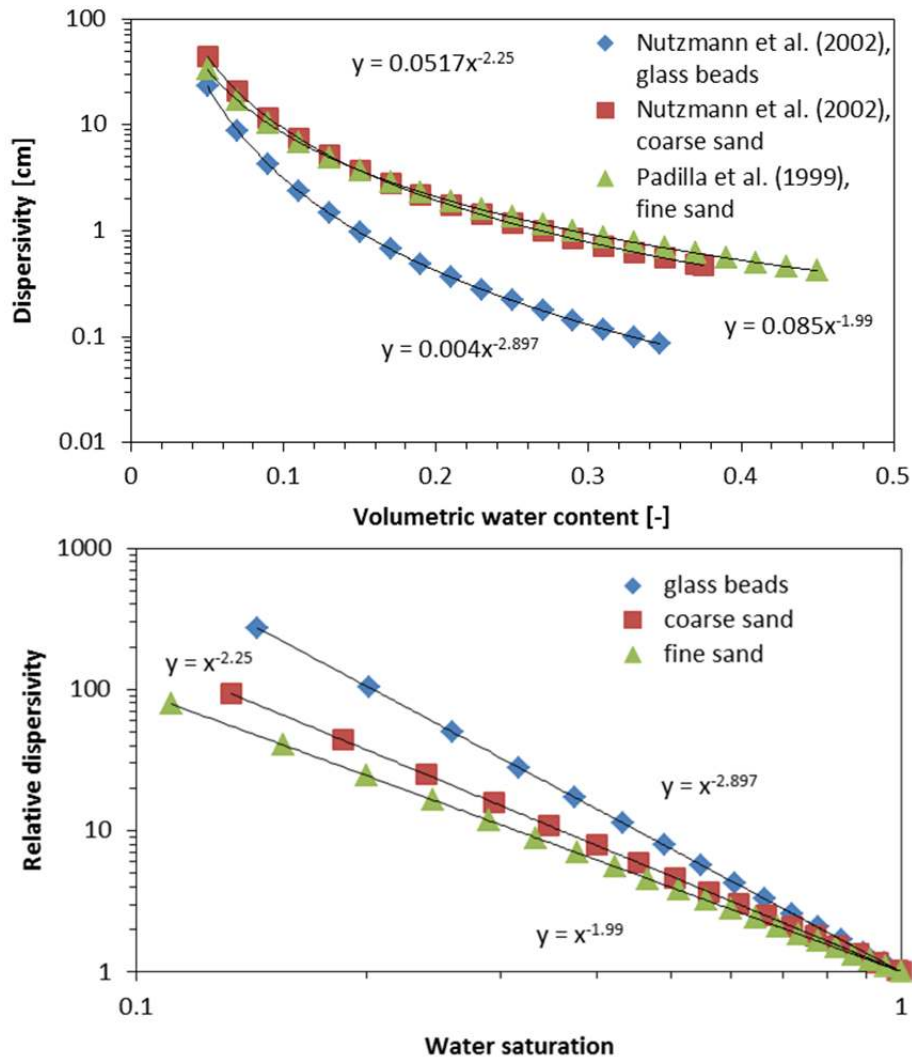 100
10
1
0.1
0.01
Dispersivity [cm]
y = 0.0517x-2.25
Nutzmann et al. (2002),
glass beads
Nutzmann et al. (2002),
coarse sand
Padilla et al. (1999),
fine sand
y = 0.004x-2.897
y = 0.085x-1.99
0 0.1 0.2 0.3 0.4 0.5
Volumetric water content [-]
1000
100
10
1
Relative dispersivity
glass beads
coarse sand
fine sand
y = x-2.25
y = x-2.897
y = x-1.99
0.1 1
Water saturation